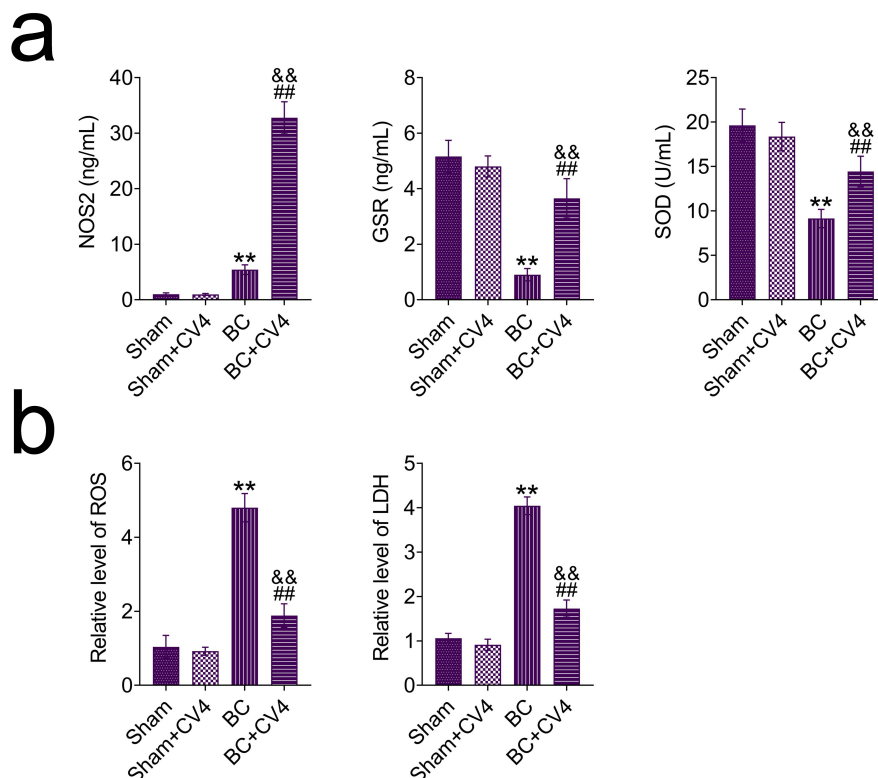 a
NOS2 (ng/mL)
40
30
20
10
0
**
&&
##
Sham
Sham+CV4
BC
BC+CV4
GSR (ng/mL)
8
6
4
2
0
**
&&
##
Sham
Sham+CV4
BC
BC+CV4
SOD (U/mL)
25
20
15
10
5
0
**
&&
##
Sham
Sham+CV4
BC
BC+CV4
b
Relative level of ROS
6
4
2
0
**
&&
##
Sham
Sham+CV4
BC
BC+CV4
Relative level of LDH
5
4
3
2
1
0
**
&&
##
Sham
Sham+CV4
BC
BC+CV4